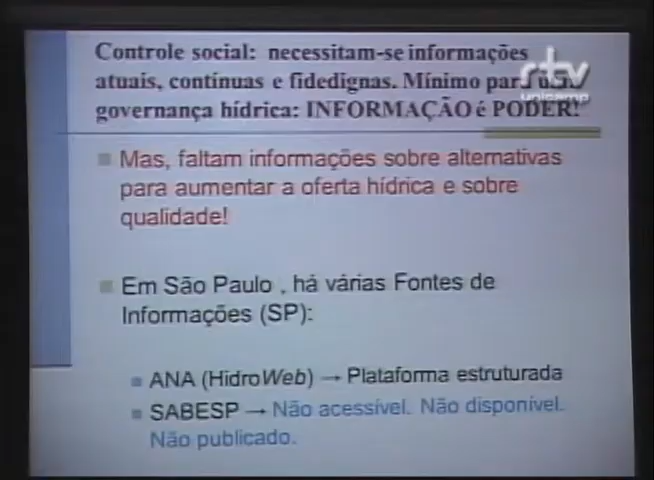 Controle social: necessitam-se informações
atuais, contínuas e fidedignas. Mínimo para
governança hídrica: INFORMAÇÃO é PODER!
rtv
unicamp
Mas, faltam informações sobre alternativas
para aumentar a oferta hídrica e sobre
qualidade!
Em São Paulo , há várias Fontes de
Informações (SP):
ANA (HidroWeb) → Plataforma estruturada
SABESP → Não acessível. Não disponível.
Não publicado.